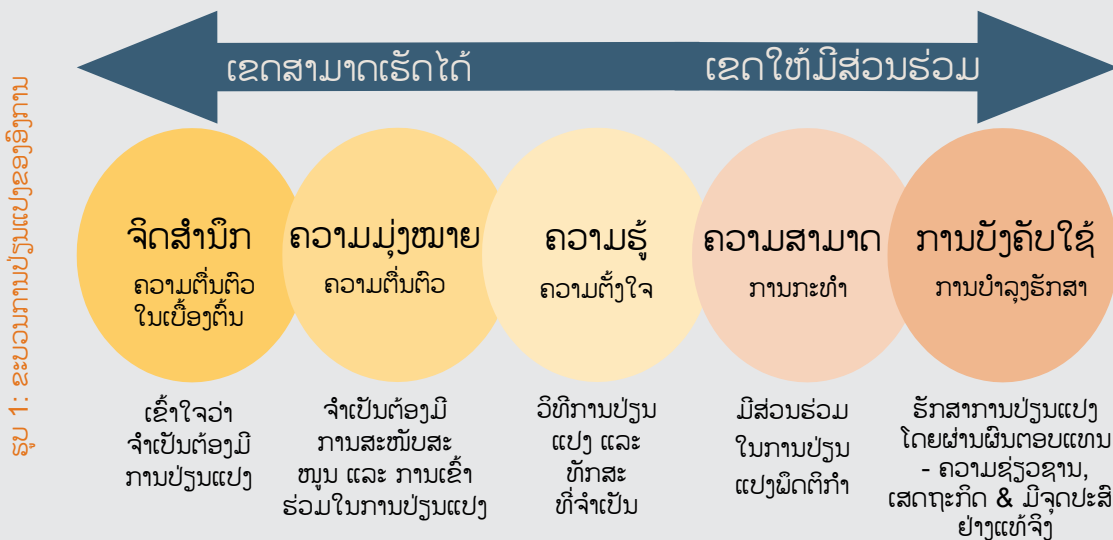 ຮູບ 1: ຂະບວນການປ່ຽນແປງຂອງອົງການ
ເຂດສາມາດເຮັດໄດ້
ເຂດໃຫ້ມີສ່ວນຮ່ວມ
ຈິດສຳນຶກ
ຄວາມຕື່ນຕົວ
ໃນເບື້ອງຕົ້ນ
ຄວາມມຸ່ງໝາຍ
ຄວາມຕື່ນຕົວ
ຄວາມຮູ້
ຄວາມຕັ້ງໃຈ
ຄວາມສາມາດ
ການກະທຳ
ການບັງຄັບໃຊ້
ການບຳລຸງຮັກສາ
ເຂົ້າໃຈວ່າ
ຈຳເປັນຕ້ອງມີ
ການປ່ຽນແປງ
ຈຳເປັນຕ້ອງມີ
ການສະໜັບສະ
ໜູນ ແລະ ການເຂົ້າ
ຮ່ວມໃນການປ່ຽນແປງ
ວິທີການປ່ຽນ
ແປງ ແລະ
ທັກສະ
ທີ່ຈຳເປັນ
ມີສ່ວນຮ່ວມ
ໃນການປ່ຽນ
ແປງພຶດຕິກຳ
ຮັກສາການປ່ຽນແປງ
ໂດຍຜ່ານຜົນຕອບແທນ
- ຄວາມຊ່ຽວຊານ,
ເສດຖະກິດ & ມີຈຸດປະສົ
ຢ່າງແທ້ຈິງ